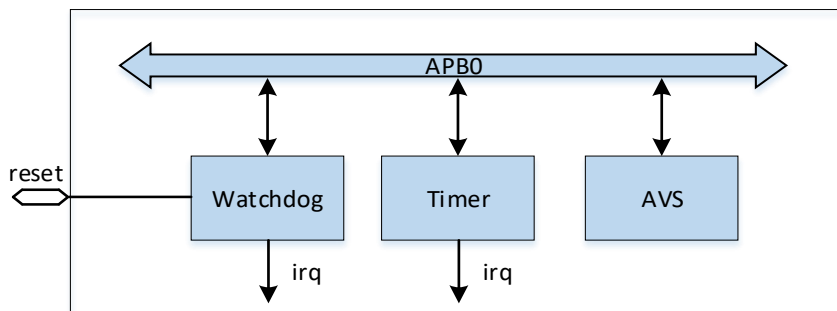 APB0
reset
Watchdog
Timer
AVS
irq
irq